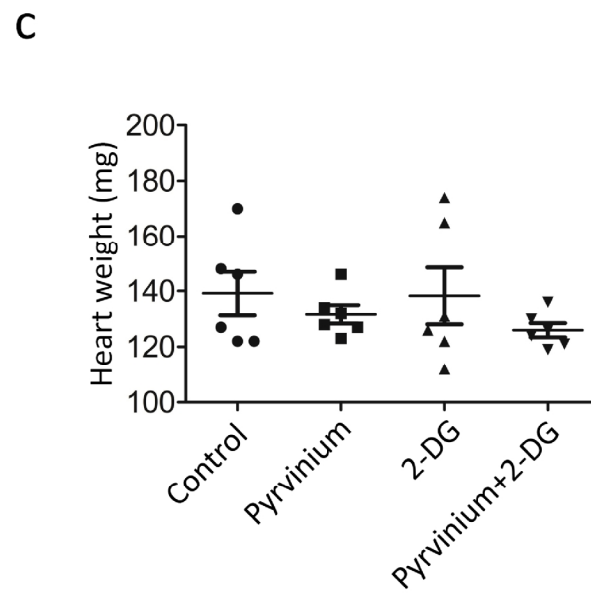 C
Heart weight (mg)
200
180
160
140
120
100
Control
Pyrvinium
2-DG
Pyrvinium+2-DG